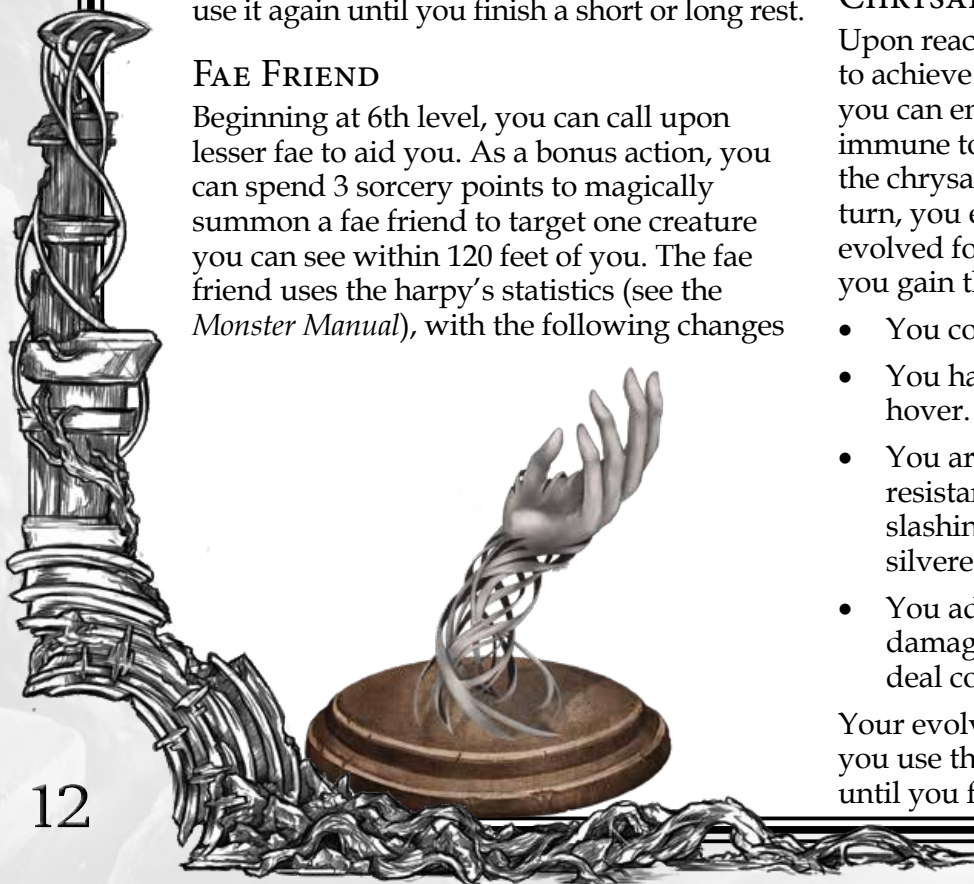 use it again until you finish a short or long rest.
Fae Friend
Beginning at 6th level, you can call upon
lesser fae to aid you. As a bonus action, you
can spend 3 sorcery points to magically
summon a fae friend to target one creature
you can see within 120 feet of you. The fae
friend uses the harpy's statistics (see the
Monster Manual), with the following changes
12
Upon reac
to achieve
you can en
immune to
the chrysa
turn, you e
evolved fo
you gain th
• You co
• You ha
hover.
• You ar
resistan
slashin
silvere
• You ad
damag
deal co
Your evolv
you use th
until you f